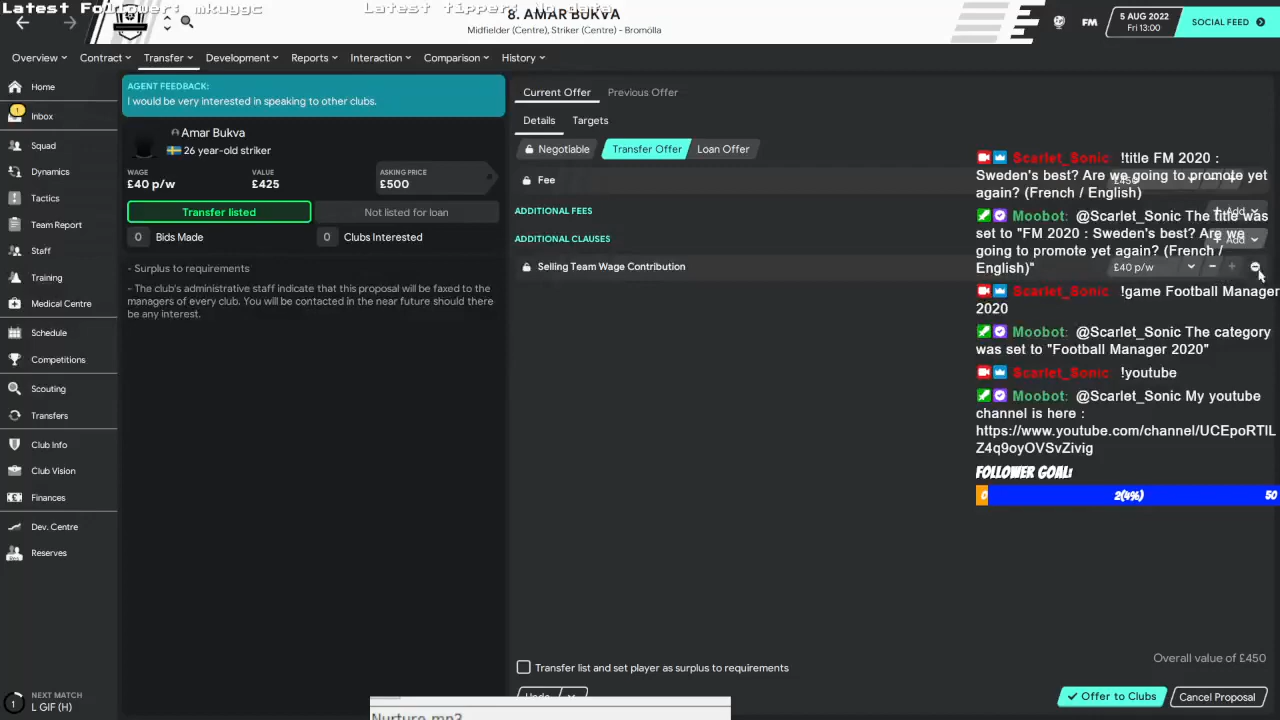 Latest Follower: mkuygc
Latest tipper: No data
8. AMAR BUKVA
Midfielder (Centre), Striker (Centre) - Bromölla
FM
5 AUG 2022
Fri 13:00
SOCIAL FEED
Overview
Contract
Transfer
Development
Reports
Interaction
Comparison
History
Home
1
Inbox
Squad
Dynamics
Tactics
Team Report
Staff
Training
Medical Centre
Schedule
Competitions
Scouting
Transfers
Club Info
Club Vision
Finances
Dev. Centre
Reserves
1
NEXT MATCH
L GIF (H)
AGENT FEEDBACK:
I would be very interested in speaking to other clubs.
Amar Bukva
26 year-old striker
WAGE
£40 p/w
VALUE
£425
ASKING PRICE
£500
Transfer listed
Not listed for loan
0 Bids Made
0 Clubs Interested
- Surplus to requirements
- The club's administrative staff indicate that this proposal will be faxed to the
managers of every club. You will be contacted in the near future should there
be any interest.
Current Offer
Previous Offer
Details
Targets
Negotiable
Transfer Offer
Loan Offer
Fee
£450
ADDITIONAL FEES
+ Add
ADDITIONAL CLAUSES
+ Add
Selling Team Wage Contribution
£40 p/w
Scarlet_Sonic !title FM 2020 :
Sweden's best? Are we going to promote yet
again? (French / English)
Moobot: @Scarlet_Sonic The title was
set to "FM 2020 : Sweden's best? Are we
going to promote yet again? (French /
English)"
Scarlet_Sonic !game Football Manager
2020
Moobot: @Scarlet_Sonic The category
was set to "Football Manager 2020"
Scarlet_Sonic !youtube
Moobot: @Scarlet_Sonic My youtube
channel is here :
https://www.youtube.com/channel/UCEpoRTIL
Z4q9oyOVSvZivig
FOLLOWER GOAL:
0
2(4%)
50
Overall value of £450
Transfer list and set player as surplus to requirements
Undo
Offer to Clubs
Cancel Proposal
Nurture.mp3